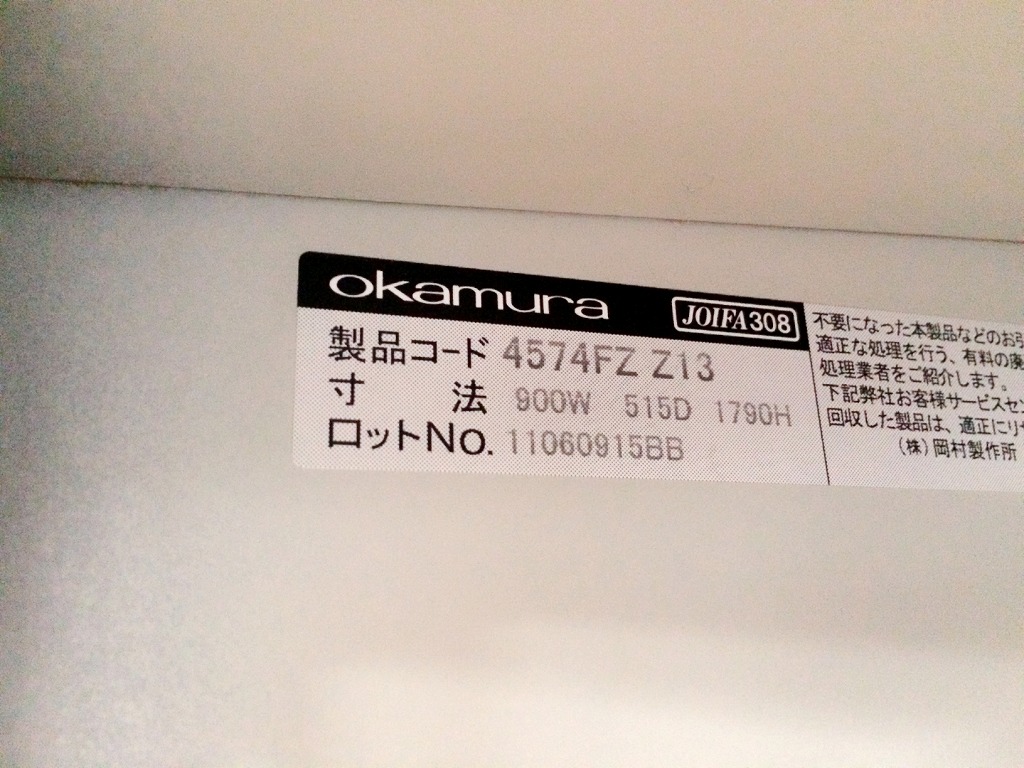 okamura JOIFA308
製品コード 4574FZ Z13
寸 法 900W 515D 1790H
ロットNo. 11060915BB
不要になった本製品などのお引
適正な処理を行う、有料の廃
処理業者をご紹介します。
下記弊社お客様サービスセン
回収した製品は、適正にリサ
(株)岡村製作所